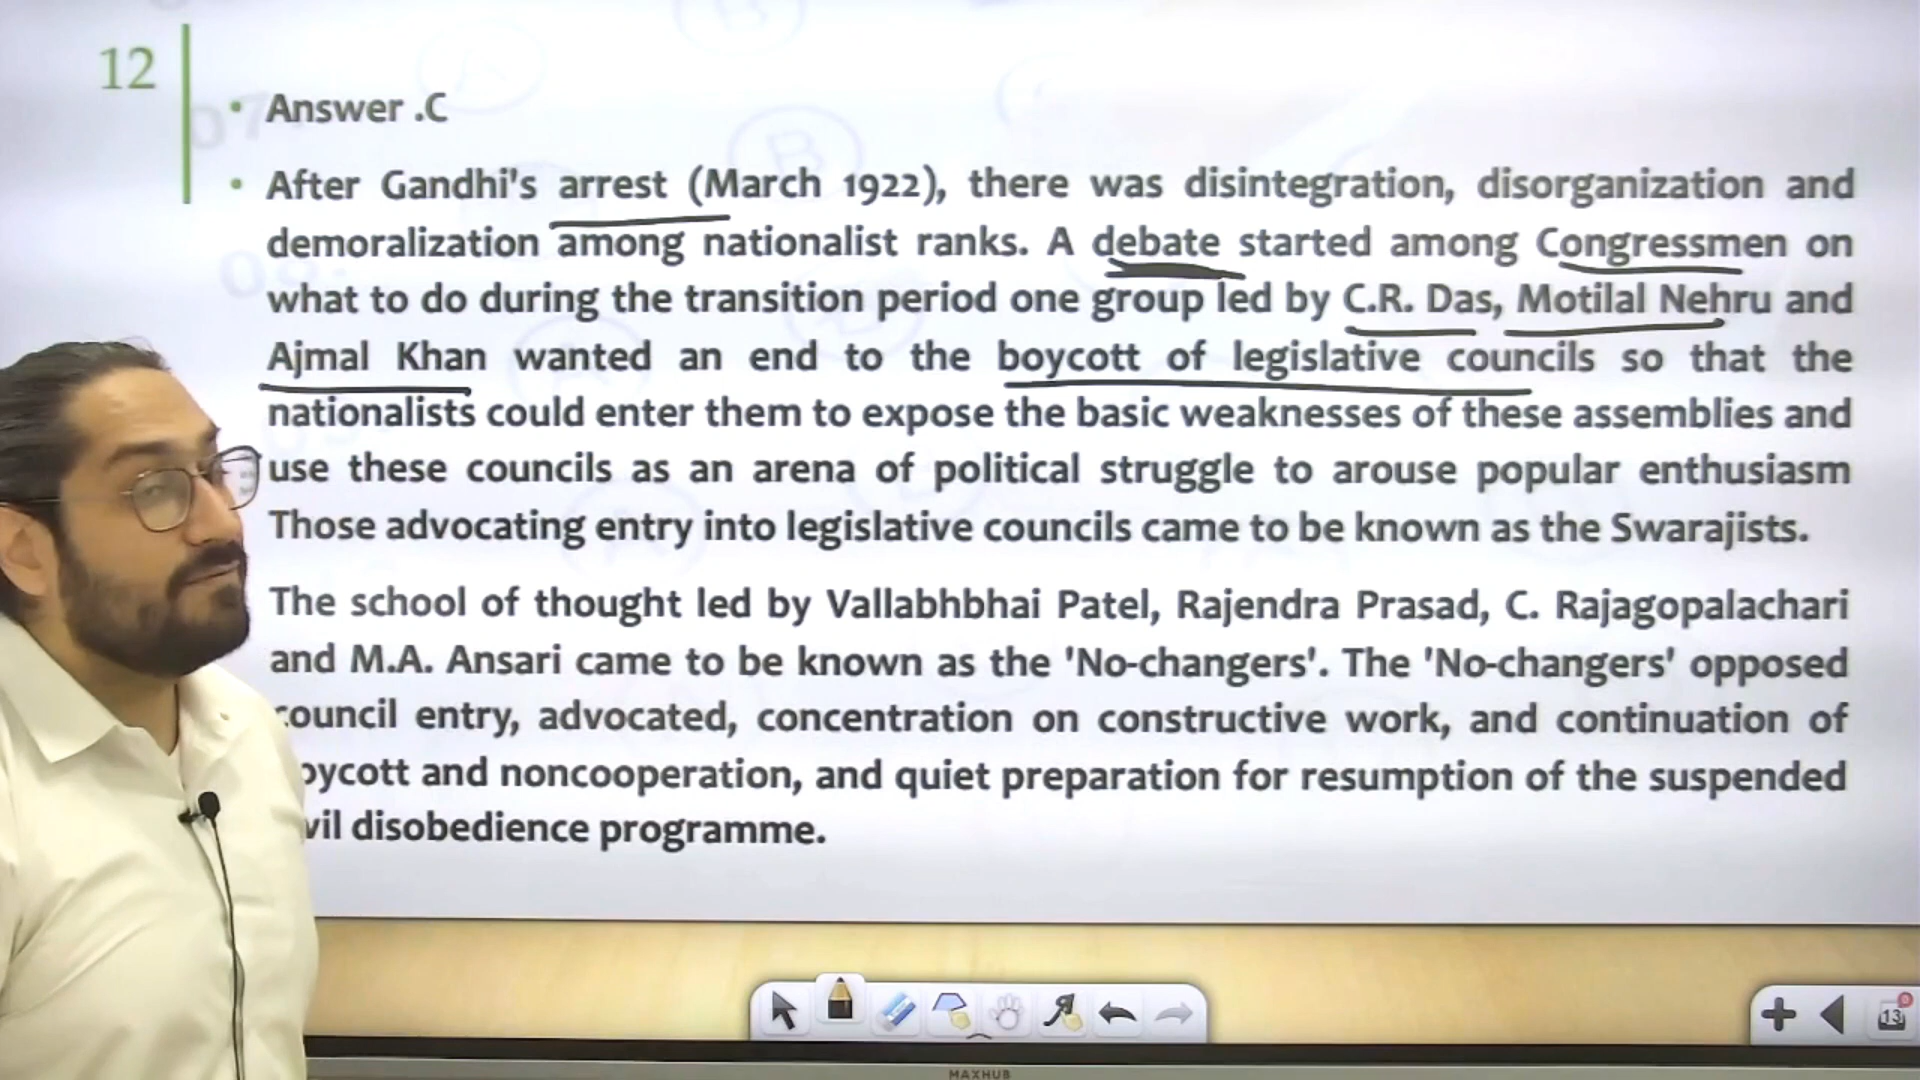 12
Answer .C
After Gandhi's arrest (March 1922), there was disintegration, disorganization and
demoralization among nationalist ranks. A debate started among Congressmen on
what to do during the transition period one group led by C.R. Das, Motilal Nehru and
Ajmal Khan wanted an end to the boycott of legislative councils so that the
nationalists could enter them to expose the basic weaknesses of these assemblies and
use these councils as an arena of political struggle to arouse popular enthusiasm
Those advocating entry into legislative councils came to be known as the Swarajists.
The school of thought led by Vallabhbhai Patel, Rajendra Prasad, C. Rajagopalachari
and M.A. Ansari came to be known as the 'No-changers'. The 'No-changers' opposed
council entry, advocated, concentration on constructive work, and continuation of
oycott and noncooperation, and quiet preparation for resumption of the suspended
vil disobedience programme.
13
0
MAXHUB